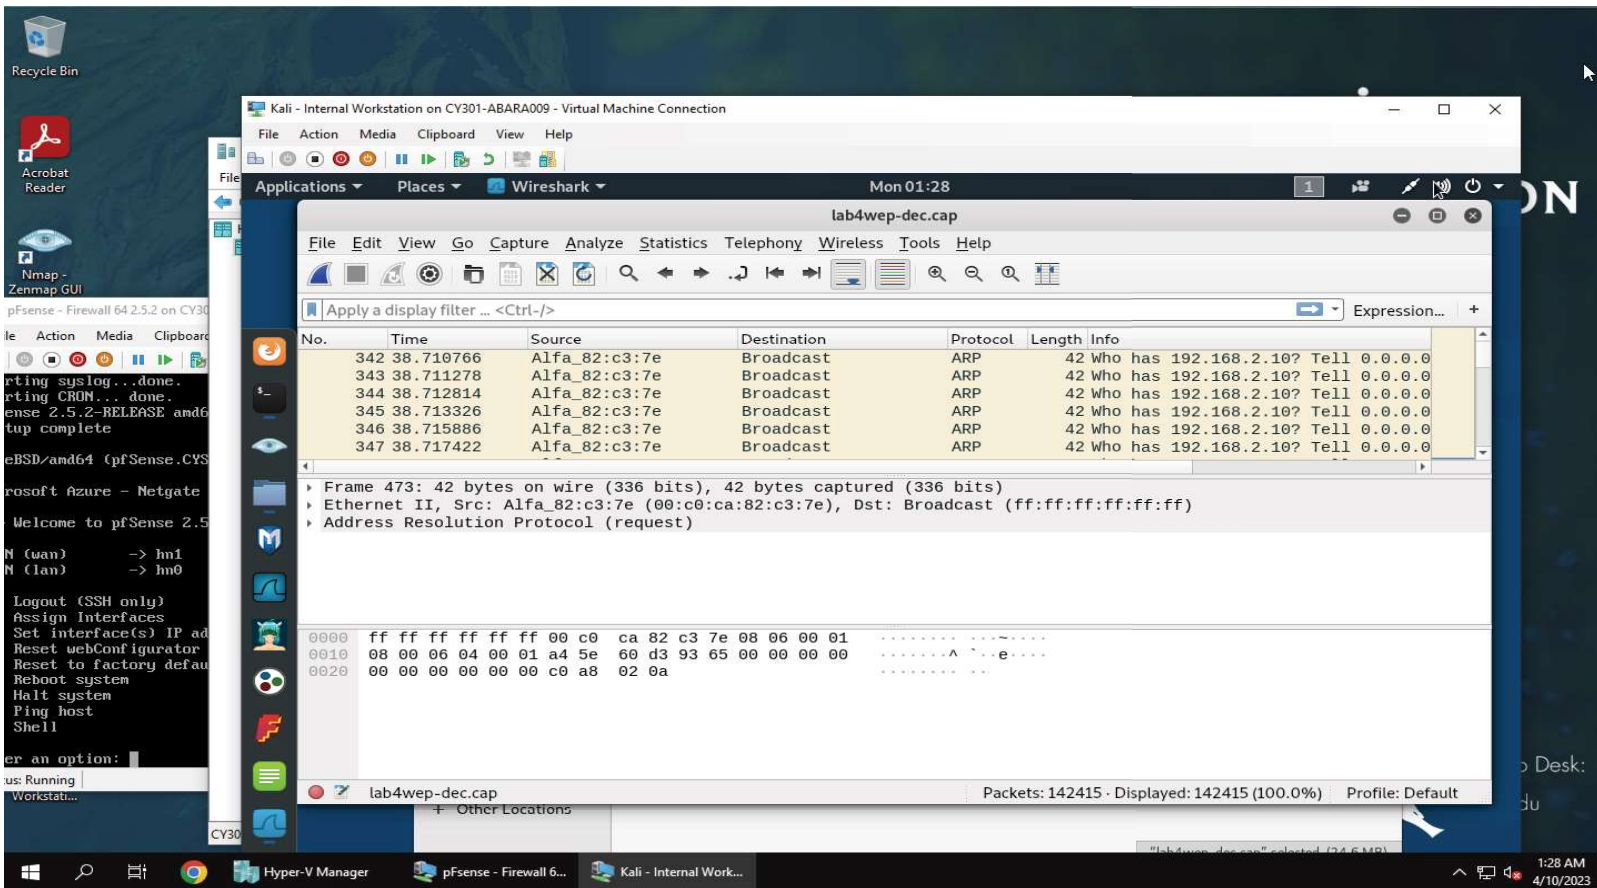 Recycle Bin
Acrobat
Reader
Nmap -
Zenmap GUI
pFsense - Firewall 64 2.5.2 on CY30
le Action Media Clipboard
rting syslog...done.
rting CRON... done.
ense 2.5.2-RELEASE amd6
tup complete
eBSD/amd64 (pfSense.CYS
rosoft Azure - Netgate
Welcome to pfSense 2.5
N (wan) -> hn1
N (lan) -> hn0
Logout (SSH only)
Assign Interfaces
Set interface(s) IP ad
Reset webConfigurator
Reset to factory defau
Reboot system
Halt system
Ping host
Shell
er an option:
tus: Running
Workstati...
File
CY30
Kali - Internal Workstation on CY301-ABARA009 - Virtual Machine Connection
File Action Media Clipboard View Help
Applications Places Wireshark Mon 01:28 1
lab4wep-dec.cap
File Edit View Go Capture Analyze Statistics Telephony Wireless Tools Help
Apply a display filter ... <Ctrl-/> Expression... +
No. Time Source Destination Protocol Length Info
342 38.710766 Alfa_82:c3:7e Broadcast ARP 42 Who has 192.168.2.10? Tell 0.0.0.0
343 38.711278 Alfa_82:c3:7e Broadcast ARP 42 Who has 192.168.2.10? Tell 0.0.0.0
344 38.712814 Alfa_82:c3:7e Broadcast ARP 42 Who has 192.168.2.10? Tell 0.0.0.0
345 38.713326 Alfa_82:c3:7e Broadcast ARP 42 Who has 192.168.2.10? Tell 0.0.0.0
346 38.715886 Alfa_82:c3:7e Broadcast ARP 42 Who has 192.168.2.10? Tell 0.0.0.0
347 38.717422 Alfa_82:c3:7e Broadcast ARP 42 Who has 192.168.2.10? Tell 0.0.0.0
Frame 473: 42 bytes on wire (336 bits), 42 bytes captured (336 bits)
Ethernet II, Src: Alfa_82:c3:7e (00:c0:ca:82:c3:7e), Dst: Broadcast (ff:ff:ff:ff:ff:ff)
Address Resolution Protocol (request)
0000 ff ff ff ff ff ff 00 c0 ca 82 c3 7e 08 06 00 01 ········ ···~····
0010 08 00 06 04 00 01 a4 5e 60 d3 93 65 00 00 00 00 ·······^ `··e····
0020 00 00 00 00 00 00 c0 a8 02 0a ········ ··
lab4wep-dec.cap Packets: 142415 · Displayed: 142415 (100.0%) Profile: Default
+ Other Locations
"lab4wep-dec.cap" selected (24.6 MB)
ON
Desk:
du
Hyper-V Manager pFsense - Firewall 6... Kali - Internal Work...
1:28 AM
4/10/2023